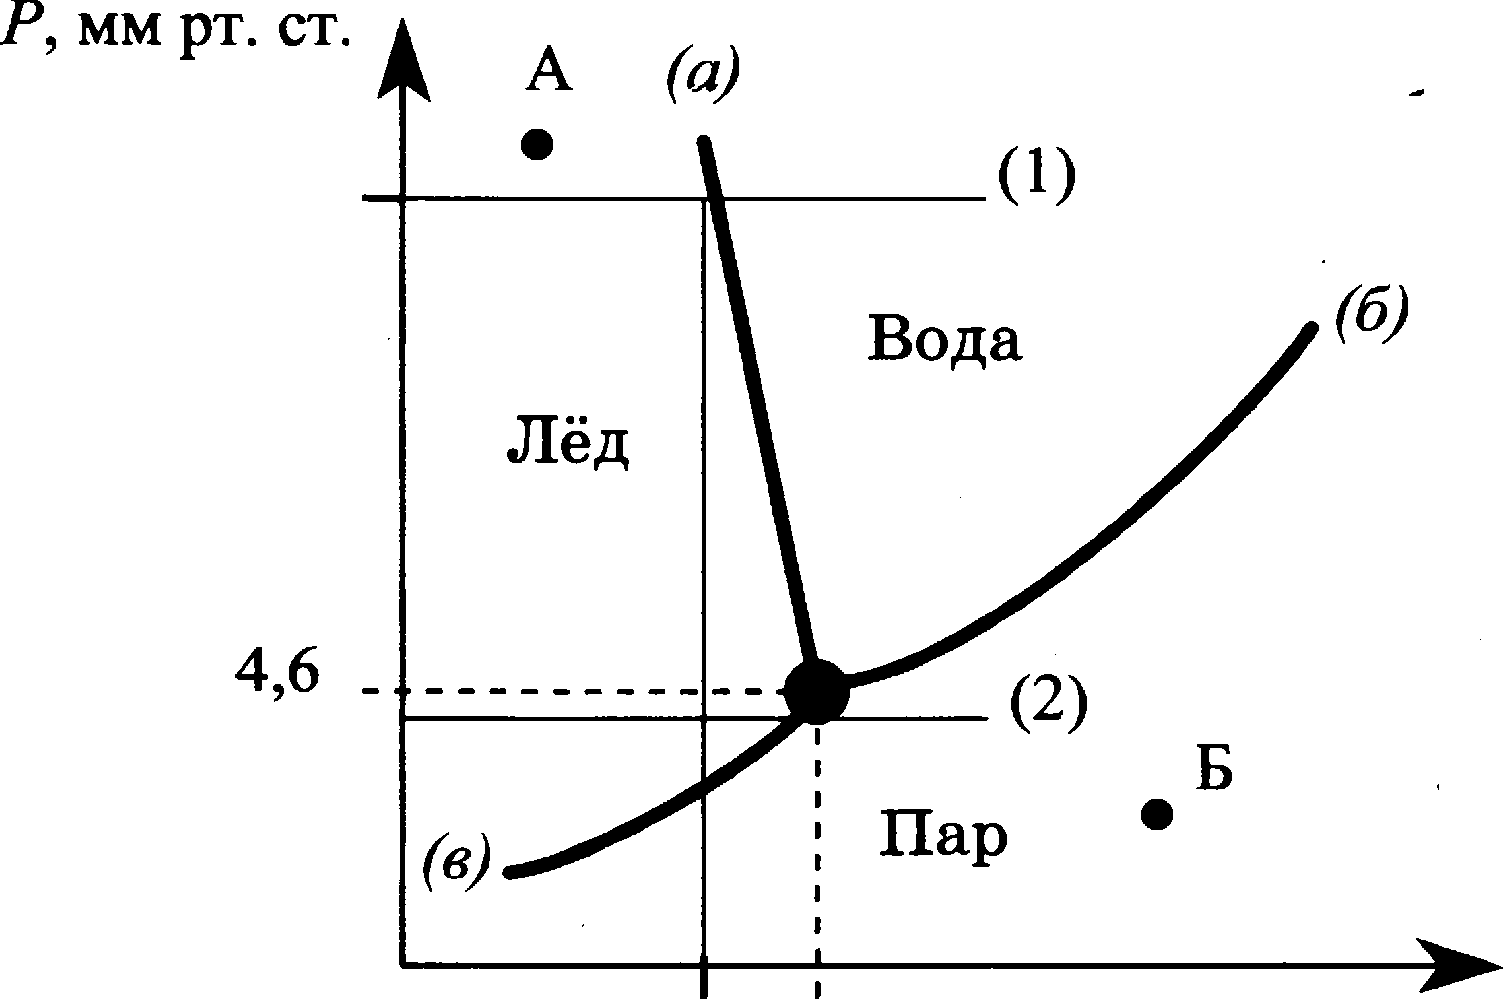 P, мм рт. ст.
А
(а)
(1)
(б)
Вода
Лёд
4,6
(2)
Б
Пар
(в)